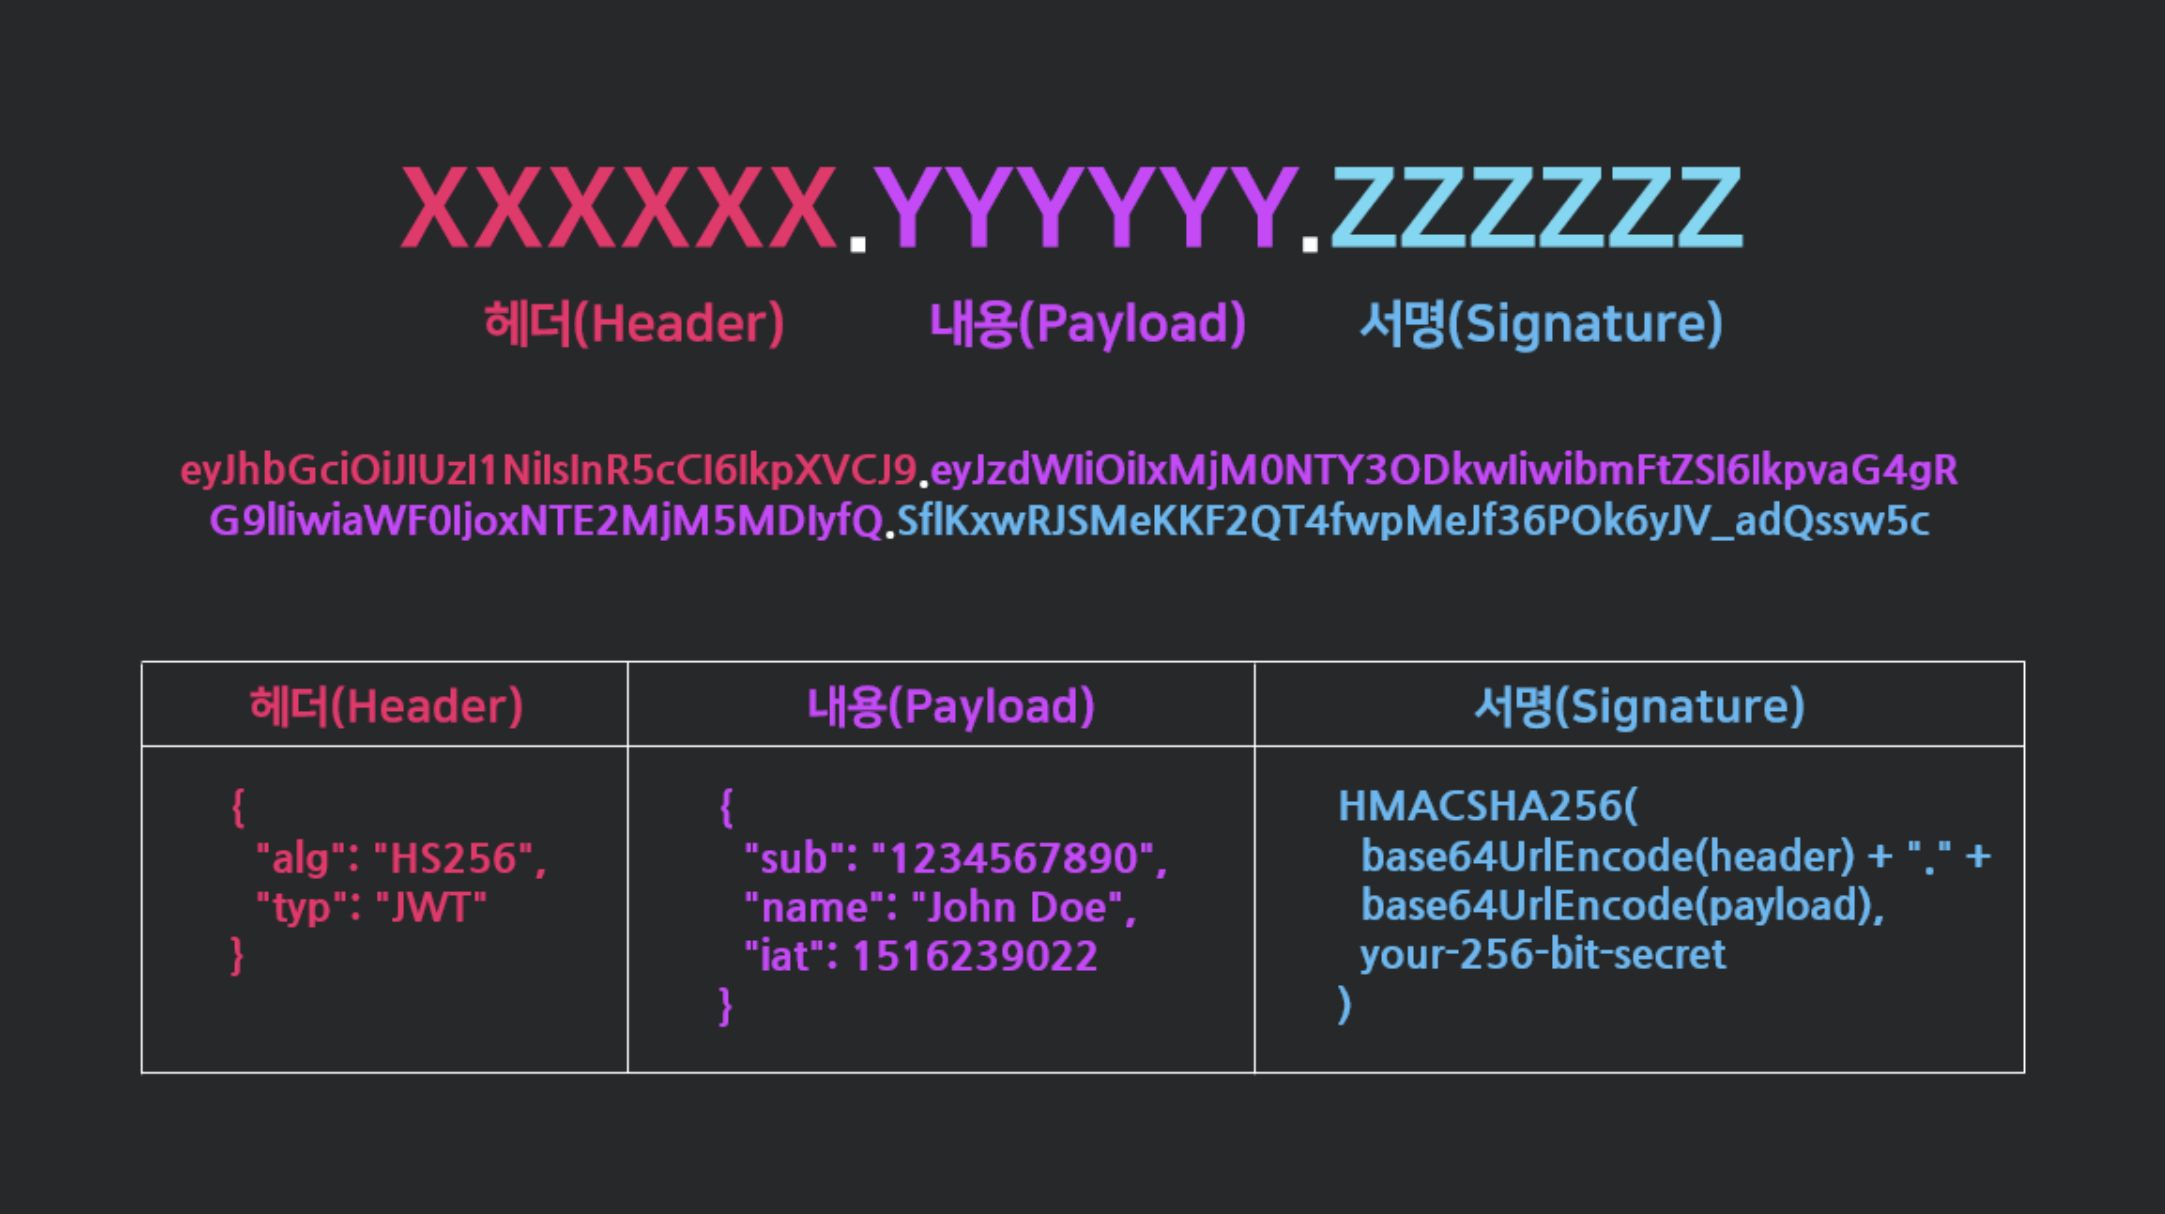 XXXXXX.YYYYYY.ZZZZZZ
헤더(Header) 내용(Payload) 서명(Signature)
eyJhbGciOiJIUzI1NiIsInR5cCI6IkpXVCJ9.eyJzdWIiOiIxMjM0NTY3ODkwIiwibmFtZSI6IkpvaG4gR
G9lIiwiaWF0IjoxNTE2MjM5MDIyfQ.SflKxwRJSMeKKF2QT4fwpMeJf36POk6yJV_adQssw5c
헤더(Header) 내용(Payload) 서명(Signature)
{
"alg": "HS256",
"typ": "JWT"
}
{
"sub": "1234567890",
"name": "John Doe",
"iat": 1516239022
}
HMACSHA256(
base64UrlEncode(header) + "." +
base64UrlEncode(payload),
your-256-bit-secret
)